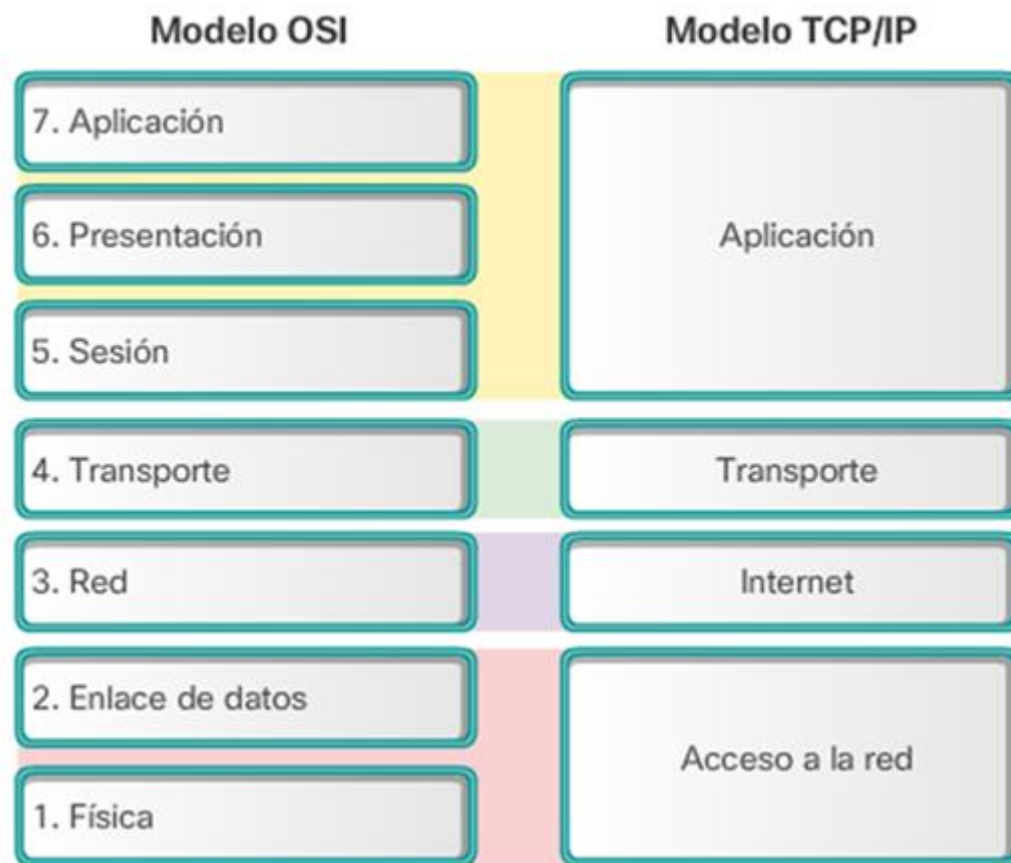 Modelo OSI
Modelo TCP/IP
7. Aplicación
6. Presentación
5. Sesión
Aplicación
4. Transporte
Transporte
3. Red
Internet
2. Enlace de datos
1. Física
Acceso a la red